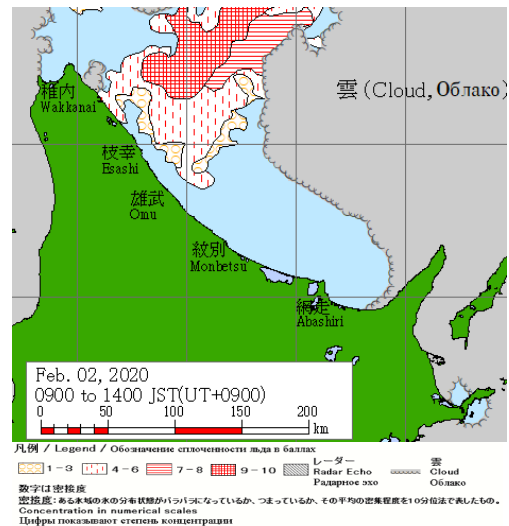 雲(Cloud, Облако)
稚内
Wakkanai
枝幸
Esashi
雄武
Omu
紋別
Monbetsu
網走
Abashiri
Feb. 02, 2020
0900 to 1400 JST(UT+0900)
0 50 100 150 200
km
凡例 / Legend / Обозначение сплоченности льда в баллах
1-3 4-6 7-8 9-10 レーダー Radar Echo Радарное эхо 雲 Cloud Облако
数字は密接度
密接度:ある水域の氷の分布状態がバラバラになっているか、つまっているか、その平均の密集程度を10分位法で表したもの。
Concentration in numerical scales
Цифры показывают степень концентрации